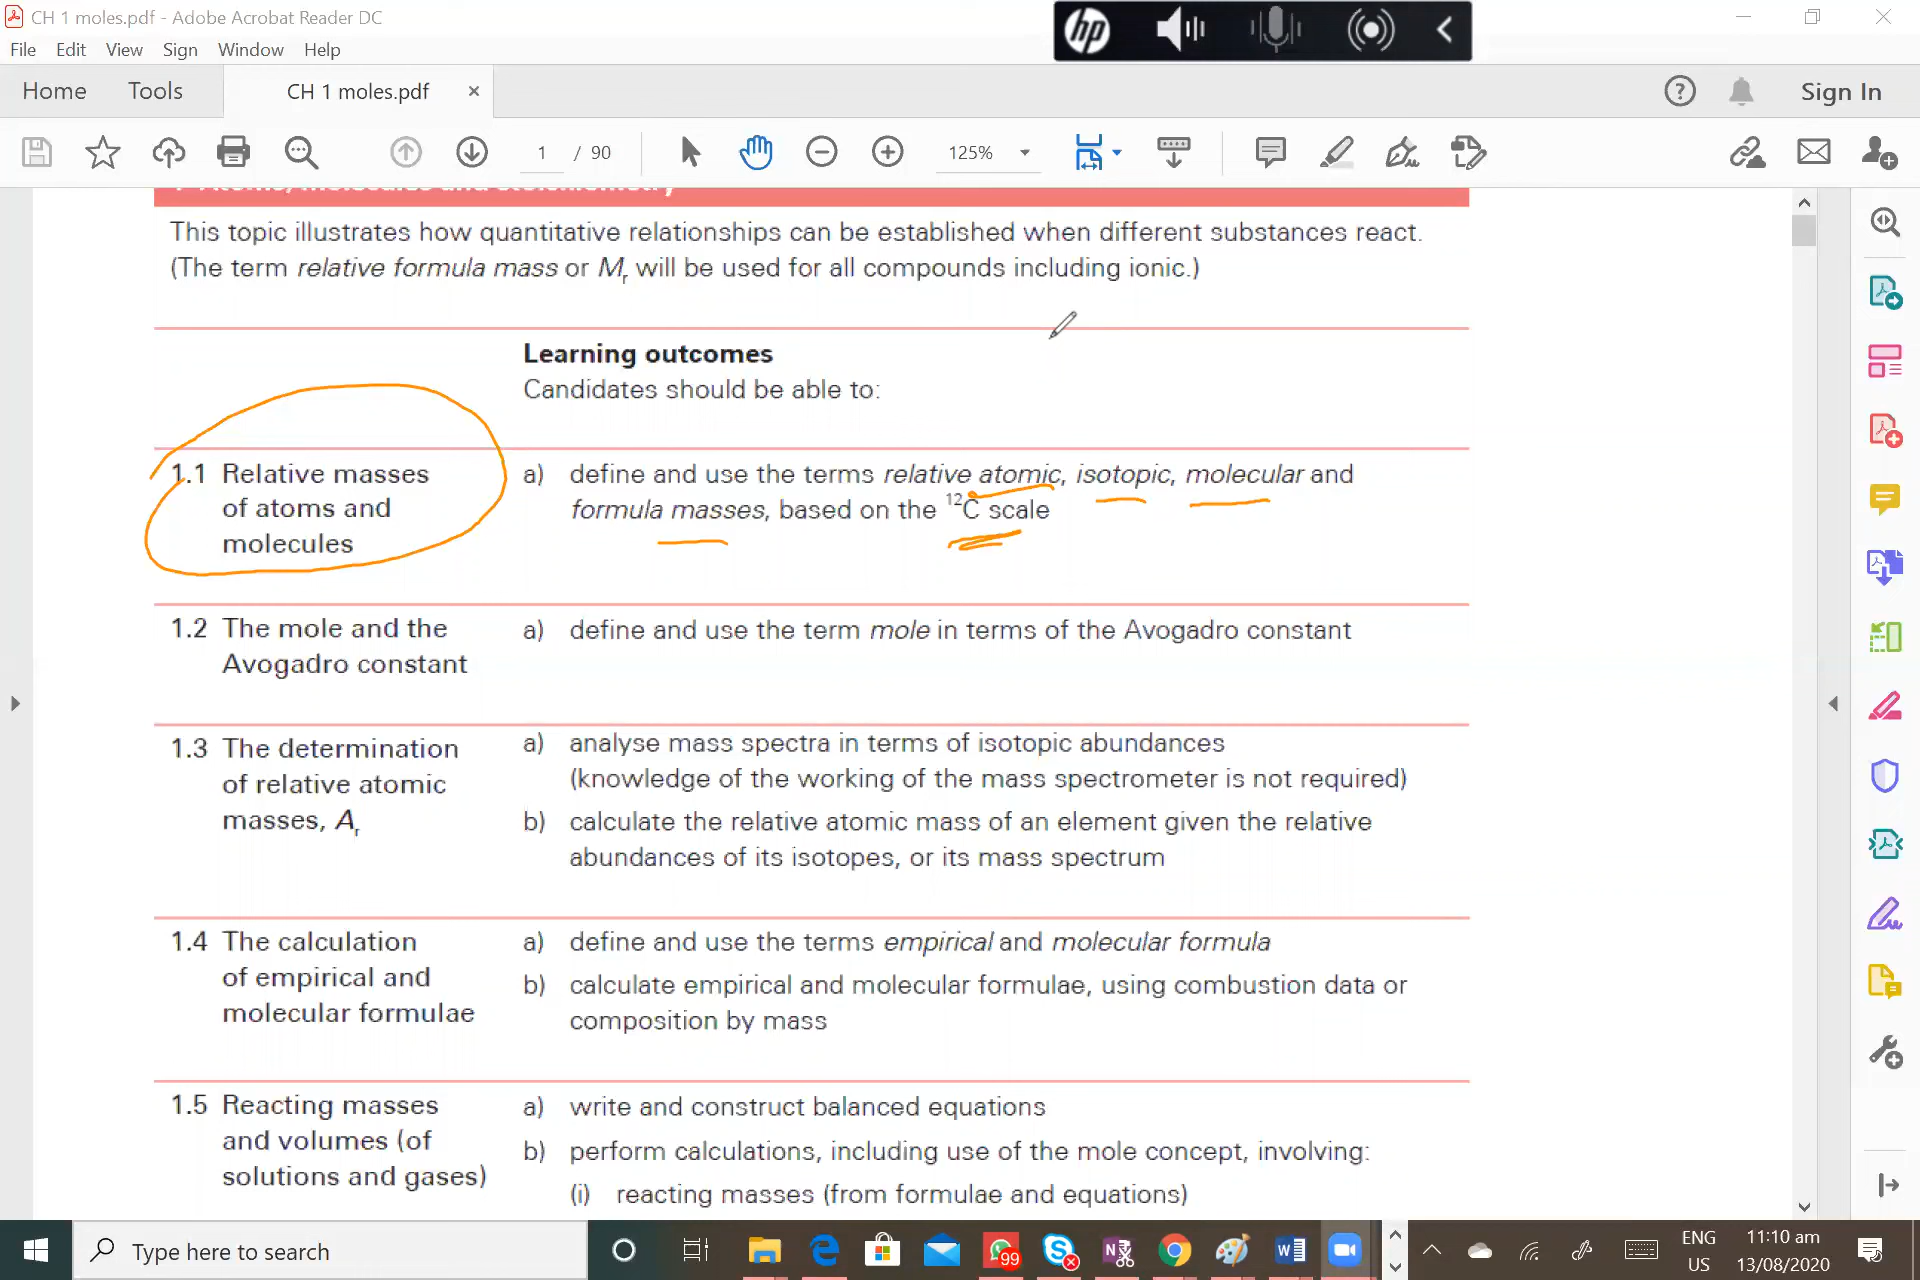 CH 1 moles.pdf - Adobe Acrobat Reader DC
hp
File Edit View Sign Window Help
Home Tools CH 1 moles.pdf × Sign In
1 / 90 125%
1 Atoms, molecules and stoichiometry
This topic illustrates how quantitative relationships can be established when different substances react.
(The term relative formula mass or Mr will be used for all compounds including ionic.)
Learning outcomes
Candidates should be able to:
1.1 Relative masses of atoms and molecules
a) define and use the terms relative atomic, isotopic, molecular and
formula masses, based on the ¹²C scale
1.2 The mole and the
Avogadro constant
a) define and use the term mole in terms of the Avogadro constant
1.3 The determination
of relative atomic
masses, Ar
a) analyse mass spectra in terms of isotopic abundances
(knowledge of the working of the mass spectrometer is not required)
b) calculate the relative atomic mass of an element given the relative
abundances of its isotopes, or its mass spectrum
1.4 The calculation
of empirical and
molecular formulae
a) define and use the terms empirical and molecular formula
b) calculate empirical and molecular formulae, using combustion data or
composition by mass
1.5 Reacting masses
and volumes (of
solutions and gases)
a) write and construct balanced equations
b) perform calculations, including use of the mole concept, involving:
(i) reacting masses (from formulae and equations)
Type here to search
99
ENG
US
11:10 am
13/08/2020